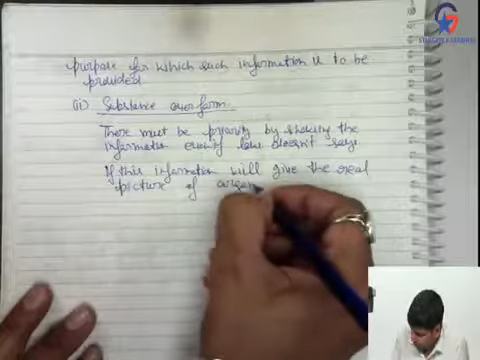 purpose for which such information is to be
provided
(ii) Substance over form
There must be priority by showing the
information even if law doesn't says
If this information will give the real
picture of organ